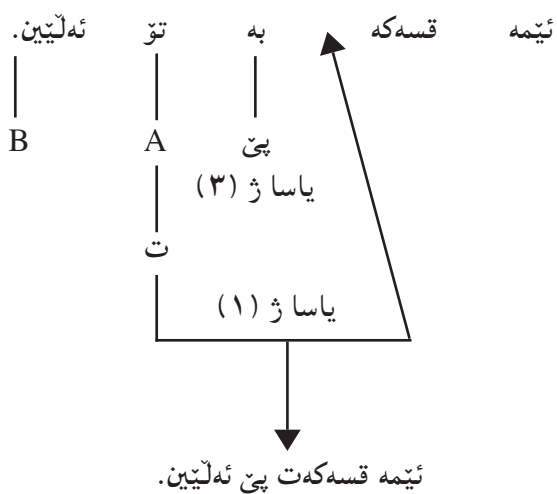 ئێمە قسەکە بە تۆ ئەڵێین.
پێ A B
یاسا ژ (٣)
ت
یاسا ژ (١)
ئێمە قسەکەت پێ ئەڵێین.